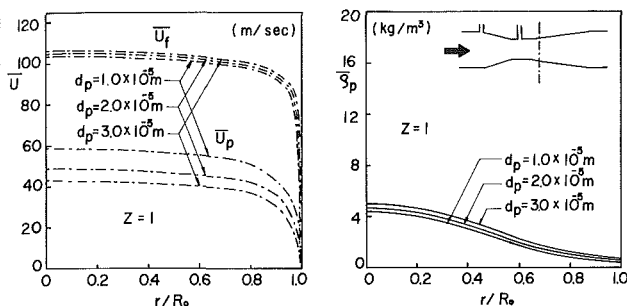 120
100
80
60
40
20
0
U̅
(m/sec)
U̅f
dp=1.0×10⁻⁵m
dp=2.0×10⁻⁵m
dp=3.0×10⁻⁵m
U̅p
Z=1
0 0.2 0.4 0.6 0.8 1.0
r/R₀
20
16
12
8
4
0
ρ̅p
(kg/m³)
Z=1
dp=1.0×10⁻⁵m
dp=2.0×10⁻⁵m
dp=3.0×10⁻⁵m
0 0.2 0.4 0.6 0.8 1.0
r/R₀